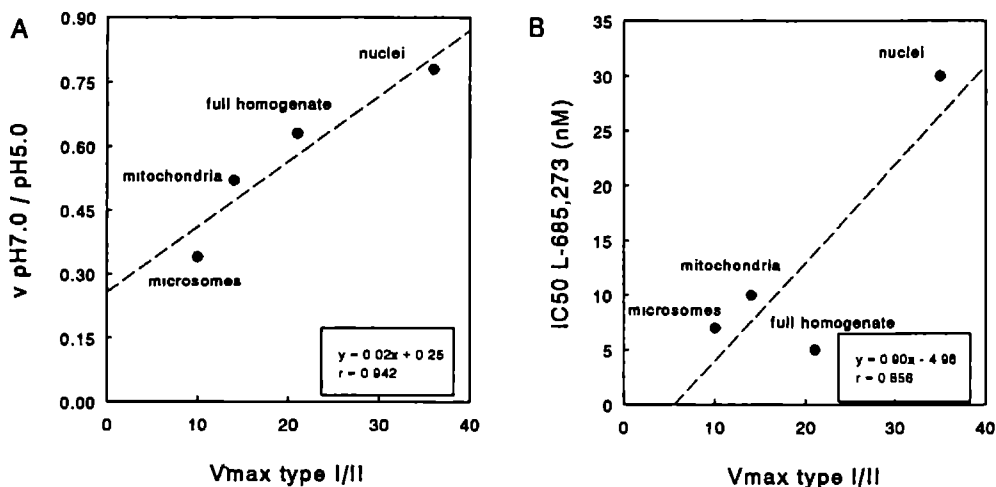 A
0.90
0.75
0.60
0.45
0.30
0.15
0.00
v pH7.0 / pH5.0
nuclei
full homogenate
mitochondria
microsomes
y = 0.02x + 0.25
r = 0.942
0 10 20 30 40
Vmax type I/II
B
35
30
25
20
15
10
5
0
IC50 L-685,273 (nM)
nuclei
mitochondria
microsomes
full homogenate
y = 0.90x - 4.96
r = 0.856
0 10 20 30 40
Vmax type I/II